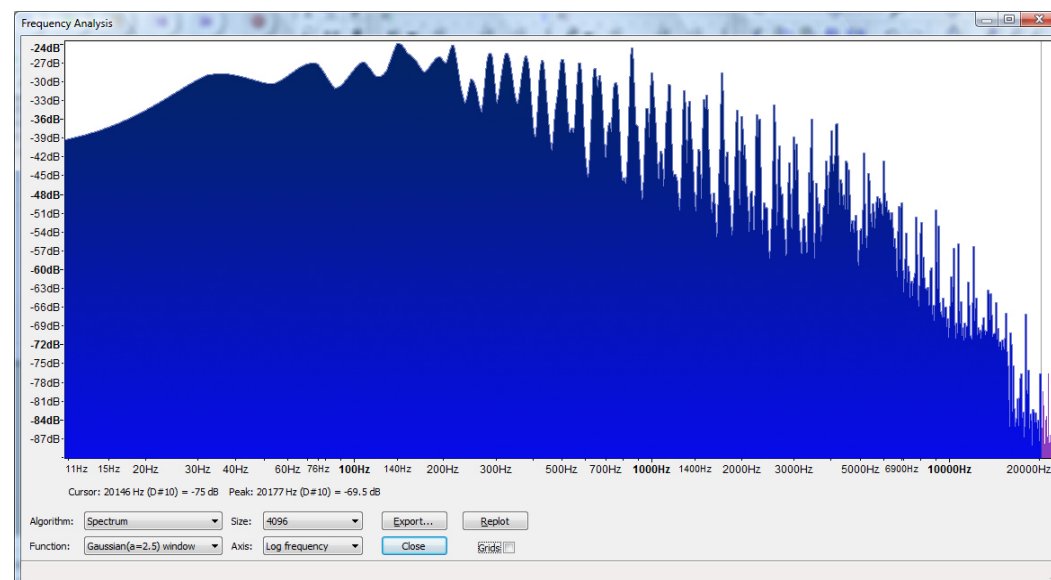 Frequency Analysis
-24dB
-27dB
-30dB
-33dB
-36dB
-39dB
-42dB
-45dB
-48dB
-51dB
-54dB
-57dB
-60dB
-63dB
-66dB
-69dB
-72dB
-75dB
-78dB
-81dB
-84dB
-87dB
11Hz 15Hz 20Hz 30Hz 40Hz 60Hz 76Hz 100Hz 140Hz 200Hz 300Hz 500Hz 700Hz 1000Hz 1400Hz 2000Hz 3000Hz 5000Hz 6900Hz 10000Hz 20000Hz
Cursor: 20146 Hz (D#10) = -75 dB Peak: 20177 Hz (D#10) = -69.5 dB
Algorithm: Spectrum Size: 4096 Export... Replot
Function: Gaussian(a=2.5) window Axis: Log frequency Close Grids